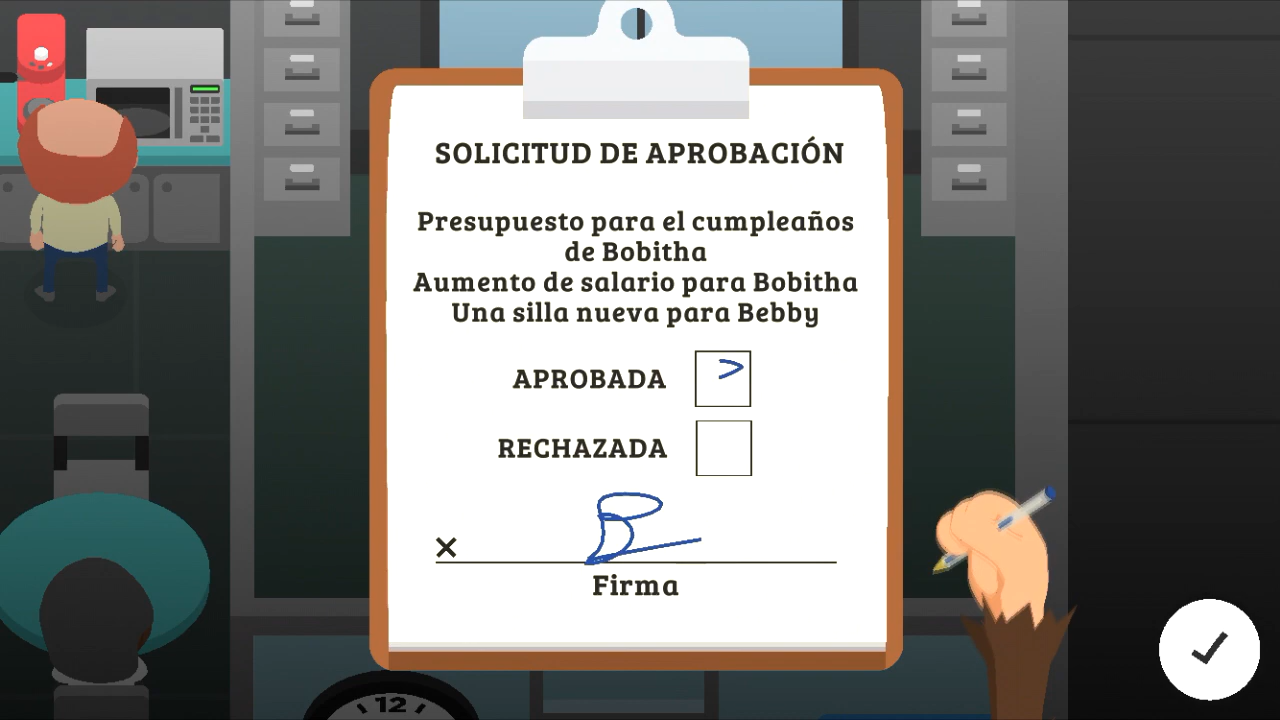 SOLICITUD DE APROBACIÓN
Presupuesto para el cumpleaños
de Bobitha
Aumento de salario para Bobitha
Una silla nueva para Bebby
APROBADA
RECHAZADA
×
Firma
12